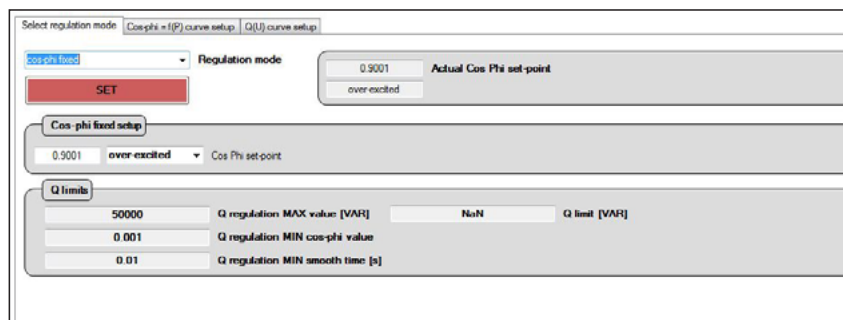 Select regulation mode Cos-phi = f(P) curve setup Q(U) curve setup
cos-phi fixed Regulation mode
0.9001 Actual Cos Phi set-point
SET
over-excited
Cos-phi fixed setup
0.9001 over-excited Cos Phi set-point
Q limits
50000 Q regulation MAX value [VAR] NaN Q limit [VAR]
0.001 Q regulation MIN cos-phi value
0.01 Q regulation MIN smooth time [s]